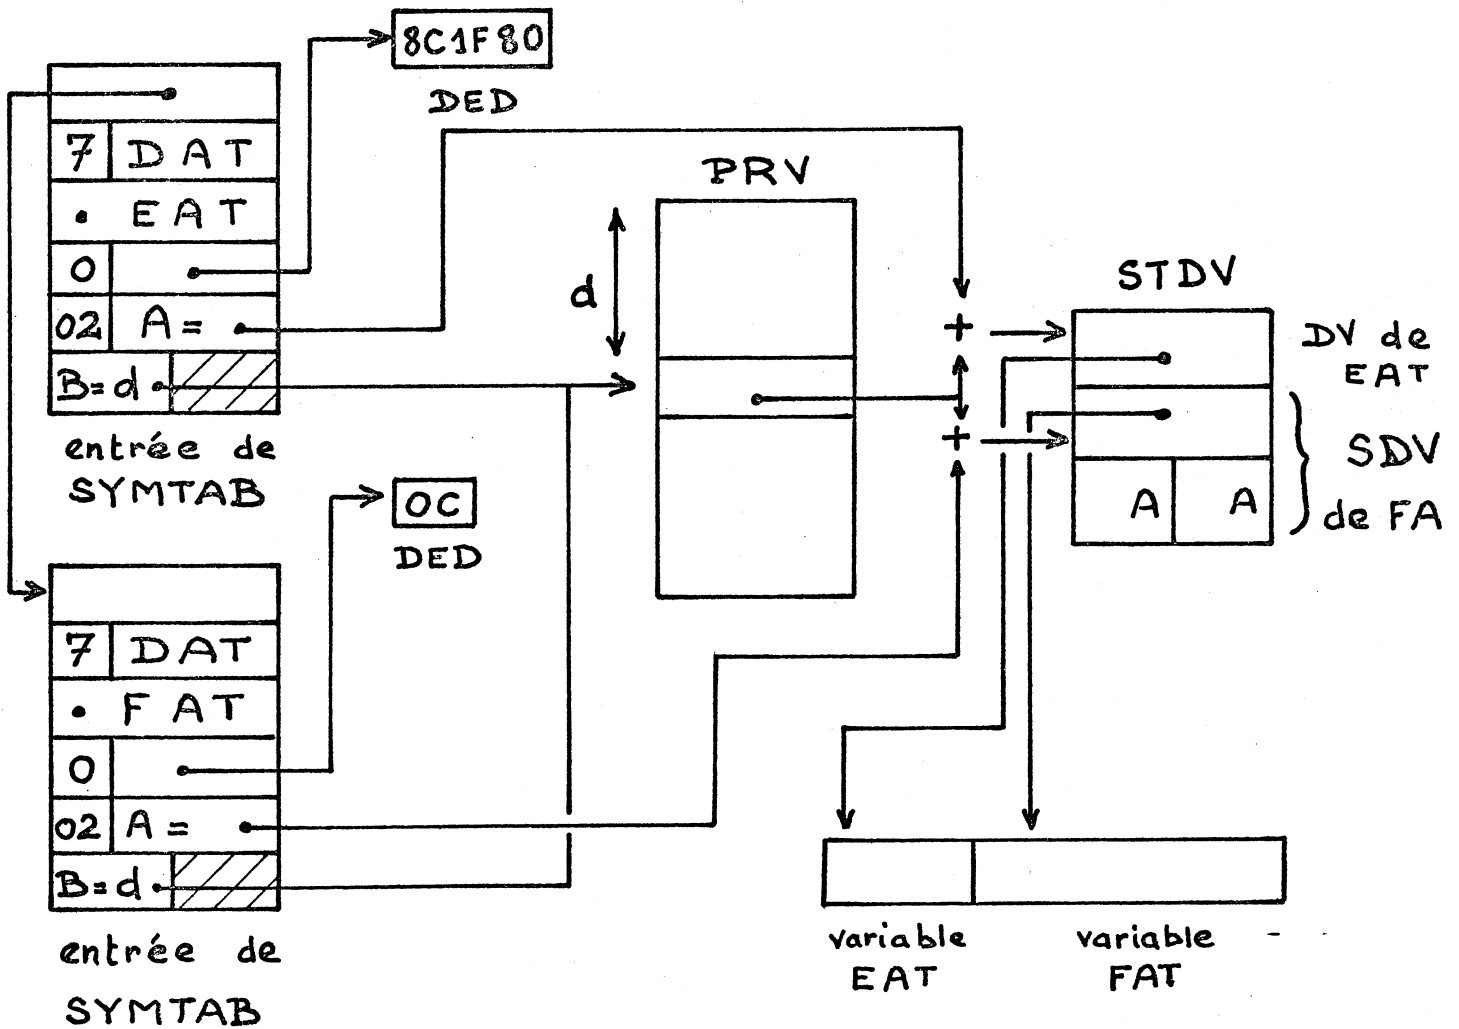 8C1F80
DED
7 DAT
. EAT
0
02 A =
B=d
entrée de
SYMTAB
PRV
d
+
+
STDV
DV de
EAT
SDV
de FA
A A
OC
DED
7 DAT
. FAT
0
02 A =
B=d
entrée de
SYMTAB
variable
EAT
variable
FAT